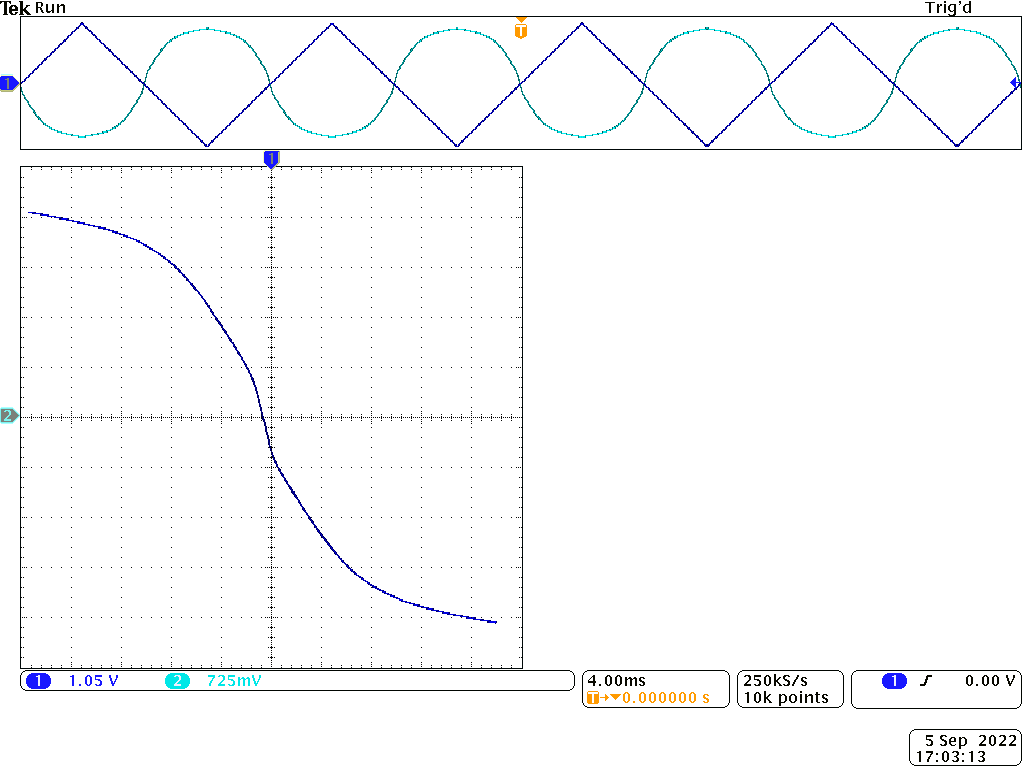 Tek Run Trig'd
T
1
1
2
1 1.05 V 2 725mV
4.00ms
T→▼0.000000 s
250kS/s
10k points
1 ƒ 0.00 V
5 Sep 2022
17:03:13